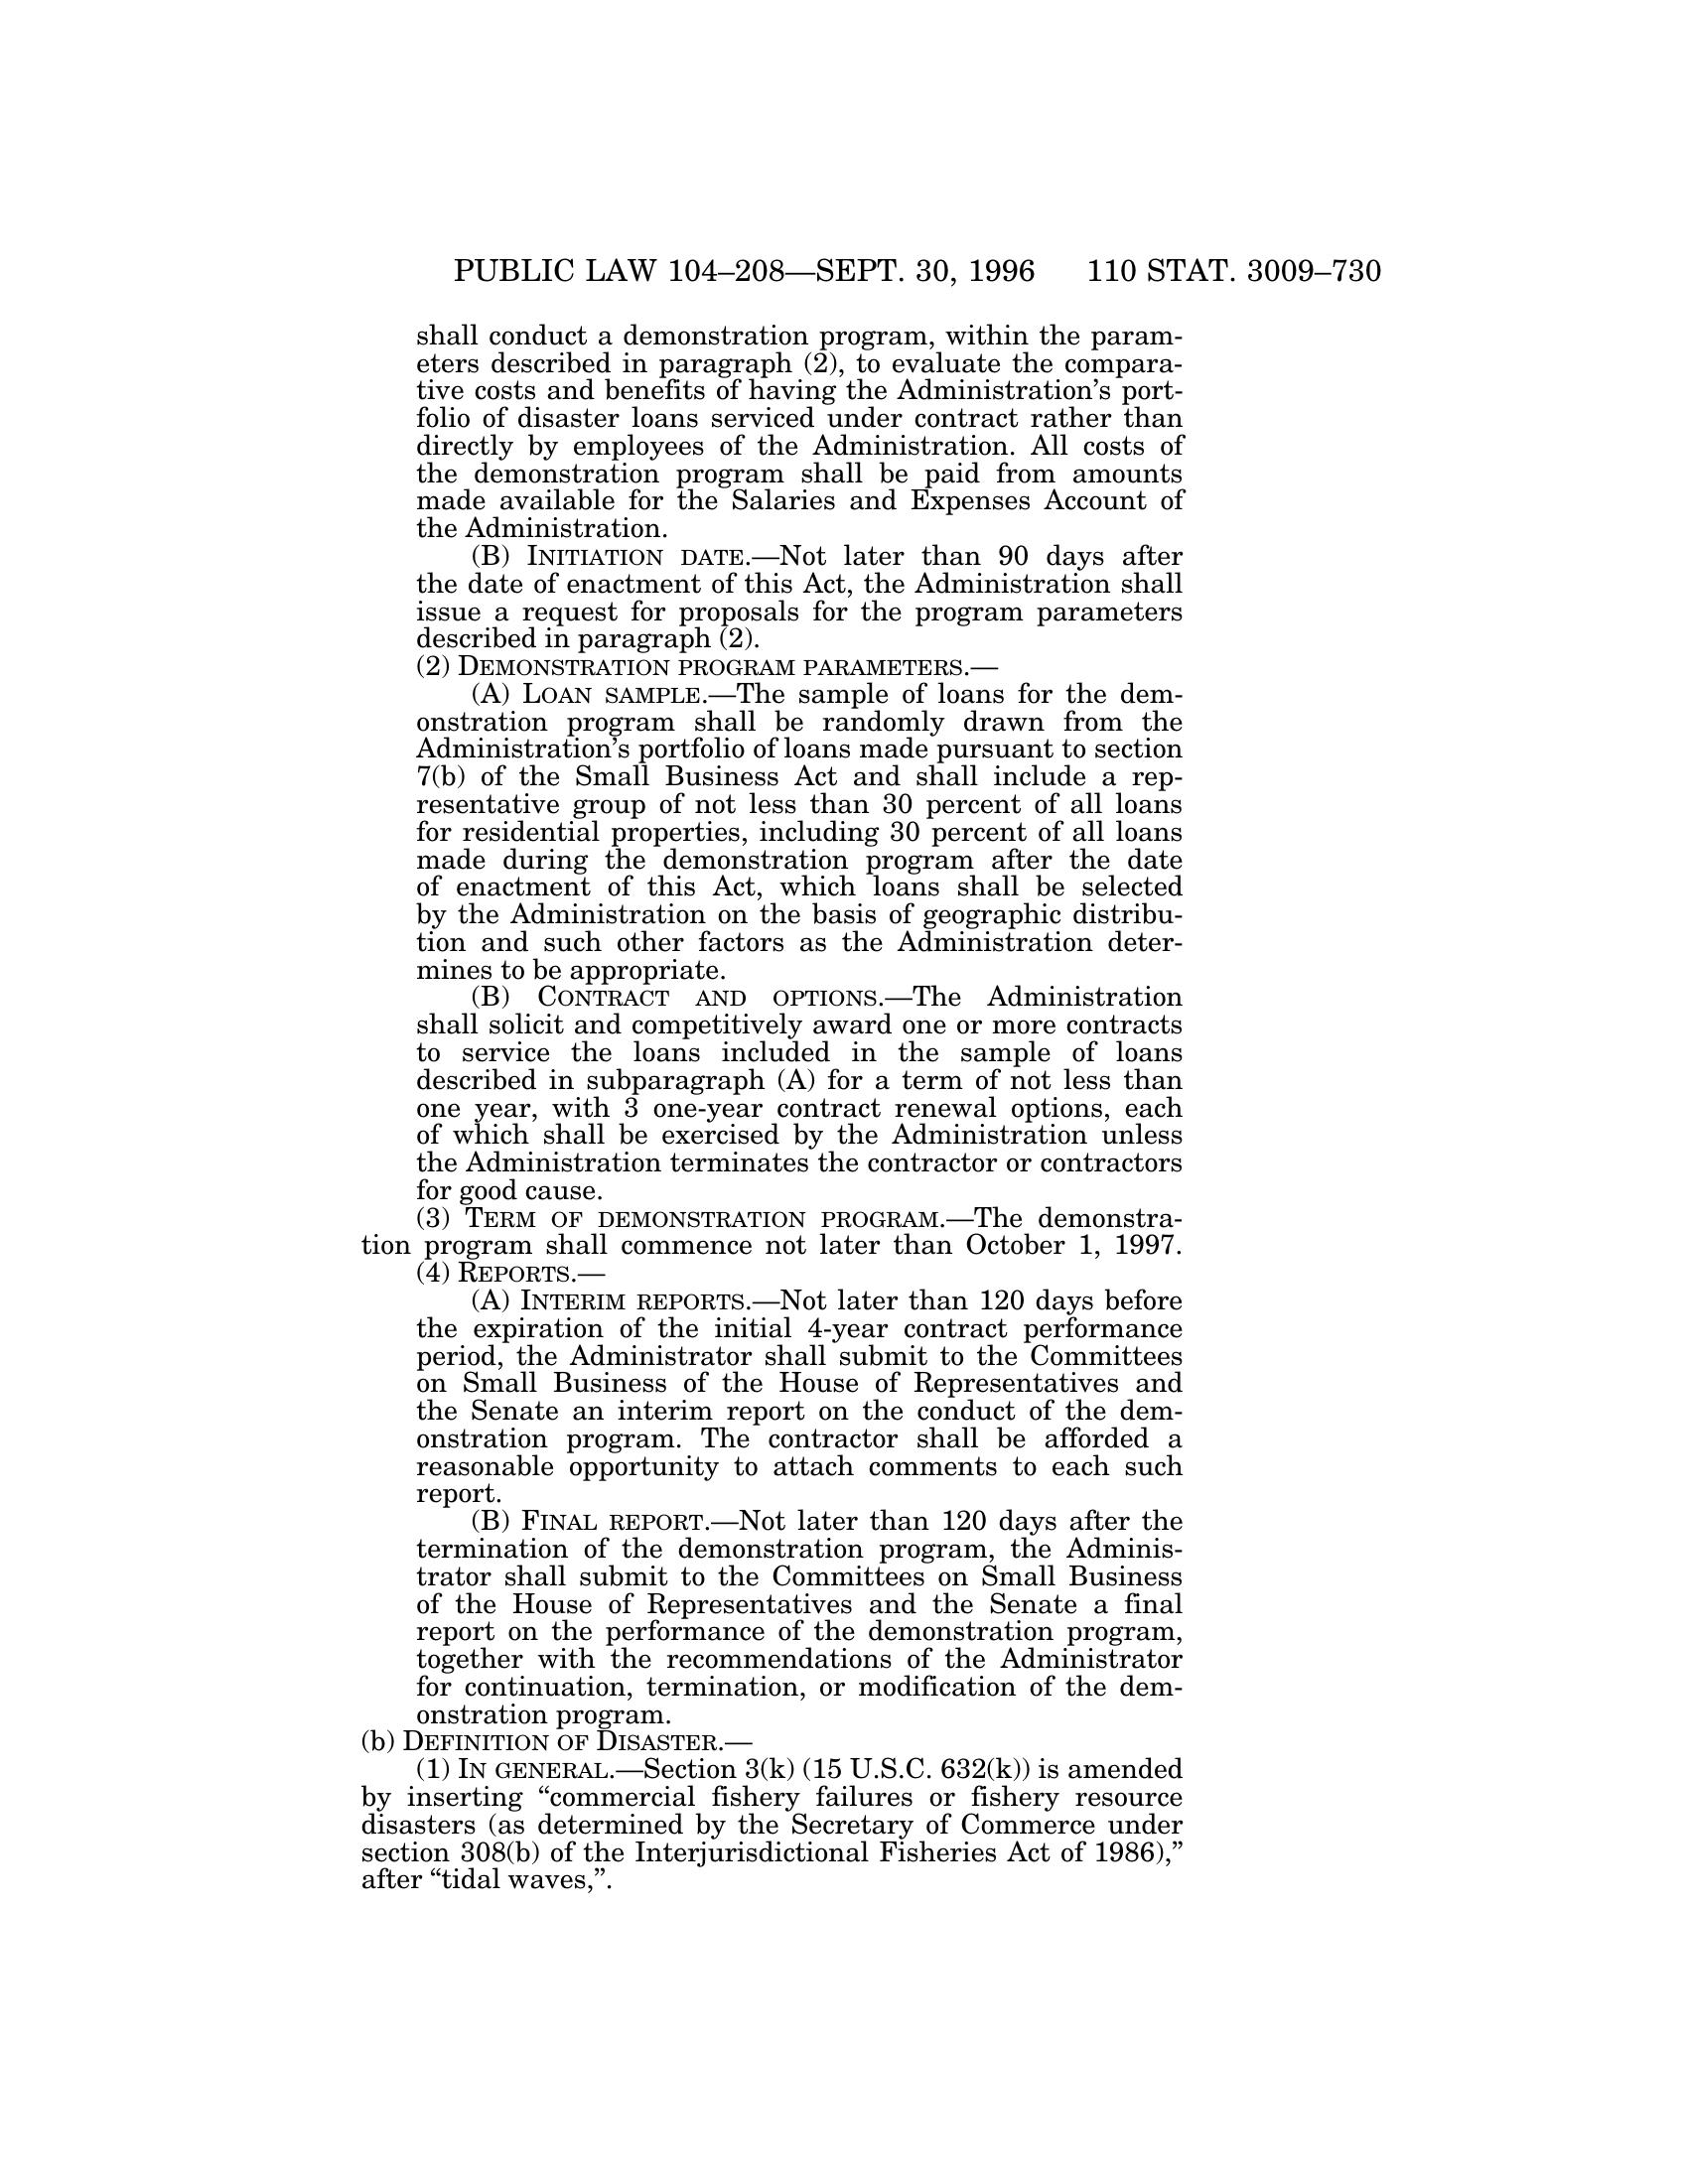 PUBLIC LAW 104–208—SEPT. 30, 1996 110 STAT. 3009–730
shall conduct a demonstration program, within the param-
eters described in paragraph (2), to evaluate the compara-
tive costs and benefits of having the Administration’s port-
folio of disaster loans serviced under contract rather than
directly by employees of the Administration. All costs of
the demonstration program shall be paid from amounts
made available for the Salaries and Expenses Account of
the Administration.
(B) INITIATION DATE.—Not later than 90 days after
the date of enactment of this Act, the Administration shall
issue a request for proposals for the program parameters
described in paragraph (2).
(2) DEMONSTRATION PROGRAM PARAMETERS.—
(A) LOAN SAMPLE.—The sample of loans for the dem-
onstration program shall be randomly drawn from the
Administration’s portfolio of loans made pursuant to section
7(b) of the Small Business Act and shall include a rep-
resentative group of not less than 30 percent of all loans
for residential properties, including 30 percent of all loans
made during the demonstration program after the date
of enactment of this Act, which loans shall be selected
by the Administration on the basis of geographic distribu-
tion and such other factors as the Administration deter-
mines to be appropriate.
(B) CONTRACT AND OPTIONS.—The Administration
shall solicit and competitively award one or more contracts
to service the loans included in the sample of loans
described in subparagraph (A) for a term of not less than
one year, with 3 one-year contract renewal options, each
of which shall be exercised by the Administration unless
the Administration terminates the contractor or contractors
for good cause.
(3) TERM OF DEMONSTRATION PROGRAM.—The demonstra-
tion program shall commence not later than October 1, 1997.
(4) REPORTS.—
(A) INTERIM REPORTS.—Not later than 120 days before
the expiration of the initial 4-year contract performance
period, the Administrator shall submit to the Committees
on Small Business of the House of Representatives and
the Senate an interim report on the conduct of the dem-
onstration program. The contractor shall be afforded a
reasonable opportunity to attach comments to each such
report.
(B) FINAL REPORT.—Not later than 120 days after the
termination of the demonstration program, the Adminis-
trator shall submit to the Committees on Small Business
of the House of Representatives and the Senate a final
report on the performance of the demonstration program,
together with the recommendations of the Administrator
for continuation, termination, or modification of the dem-
onstration program.
(b) DEFINITION OF DISASTER.—
(1) IN GENERAL.—Section 3(k) (15 U.S.C. 632(k)) is amended
by inserting “commercial fishery failures or fishery resource
disasters (as determined by the Secretary of Commerce under
section 308(b) of the Interjurisdictional Fisheries Act of 1986),”
after “tidal waves,”.